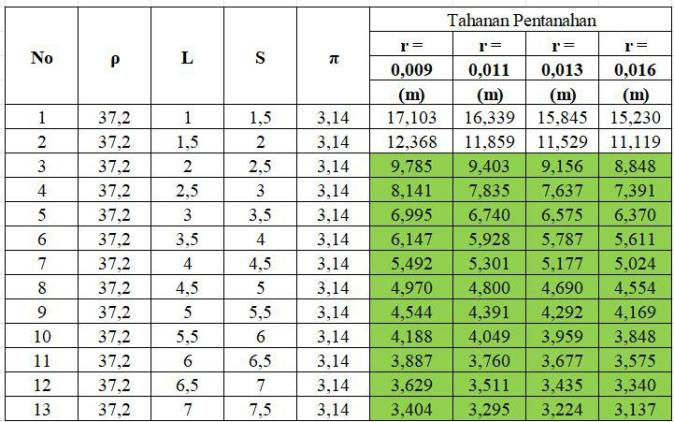 Tahanan Pentanahan
No ρ L S π r = r = r = r =
0,009 0,011 0,013 0,016
(m) (m) (m) (m)
1 37,2 1 1,5 3,14 17,103 16,339 15,845 15,230
2 37,2 1,5 2 3,14 12,368 11,859 11,529 11,119
3 37,2 2 2,5 3,14 9,785 9,403 9,156 8,848
4 37,2 2,5 3 3,14 8,141 7,835 7,637 7,391
5 37,2 3 3,5 3,14 6,995 6,740 6,575 6,370
6 37,2 3,5 4 3,14 6,147 5,928 5,787 5,611
7 37,2 4 4,5 3,14 5,492 5,301 5,177 5,024
8 37,2 4,5 5 3,14 4,970 4,800 4,690 4,554
9 37,2 5 5,5 3,14 4,544 4,391 4,292 4,169
10 37,2 5,5 6 3,14 4,188 4,049 3,959 3,848
11 37,2 6 6,5 3,14 3,887 3,760 3,677 3,575
12 37,2 6,5 7 3,14 3,629 3,511 3,435 3,340
13 37,2 7 7,5 3,14 3,404 3,295 3,224 3,137